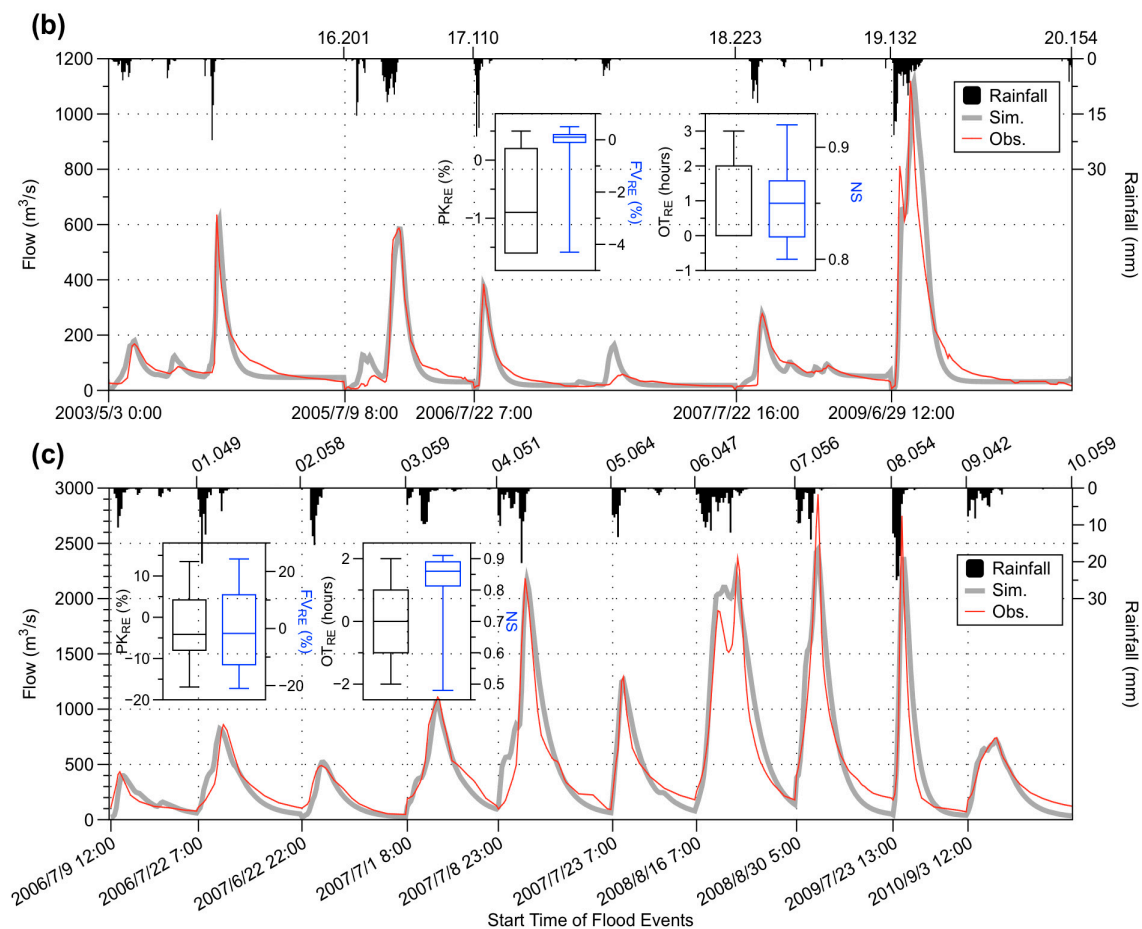 (b)
16.201 17.110 18.223 19.132 20.154
1200 0
1000 15
800 30
600
400
200
0
Flow (m3/s)
Rainfall (mm)
Rainfall
Sim.
Obs.
PKRE (%)
0
−1
FVRE (%)
0
−2
−4
OTRE (hours)
3
2
1
0
−1
NS
0.9
0.8
2003/5/3 0:00 2005/7/9 8:00 2006/7/22 7:00 2007/7/22 16:00 2009/6/29 12:00
(c)
01.049 02.058 03.059 04.051 05.064 06.047 07.056 08.054 09.042 10.059
3000 0
2500 10
2000 20
1500 30
1000
500
0
Flow (m3/s)
Rainfall (mm)
Rainfall
Sim.
Obs.
PKRE (%)
10
0
−10
−20
FVRE (%)
20
0
−20
OTRE (hours)
2
0
−2
NS
0.9
0.8
0.7
0.6
0.5
2006/7/9 12:00 2006/6/22 7:00 2007/6/22 22:00 2007/7/1 8:00 2007/7/8 23:00 2007/7/23 7:00 2008/8/16 7:00 2008/8/30 5:00 2009/7/23 13:00 2010/9/3 12:00
Start Time of Flood Events